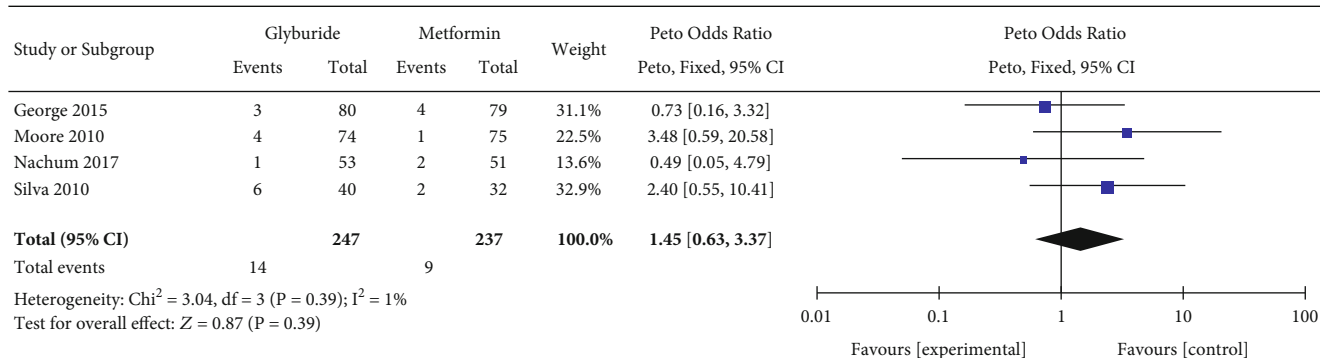 Study or Subgroup Glyburide Metformin Weight Peto Odds Ratio Peto Odds Ratio
Events Total Events Total Peto, Fixed, 95% CI Peto, Fixed, 95% CI
George 2015 3 80 4 79 31.1% 0.73 [0.16, 3.32]
Moore 2010 4 74 1 75 22.5% 3.48 [0.59, 20.58]
Nachum 2017 1 53 2 51 13.6% 0.49 [0.05, 4.79]
Silva 2010 6 40 2 32 32.9% 2.40 [0.55, 10.41]
Total (95% CI) 247 237 100.0% 1.45 [0.63, 3.37]
Total events 14 9
Heterogeneity: Chi² = 3.04, df = 3 (P = 0.39); I² = 1%
Test for overall effect: Z = 0.87 (P = 0.39)
0.01 0.1 1 10 100
Favours [experimental] Favours [control]